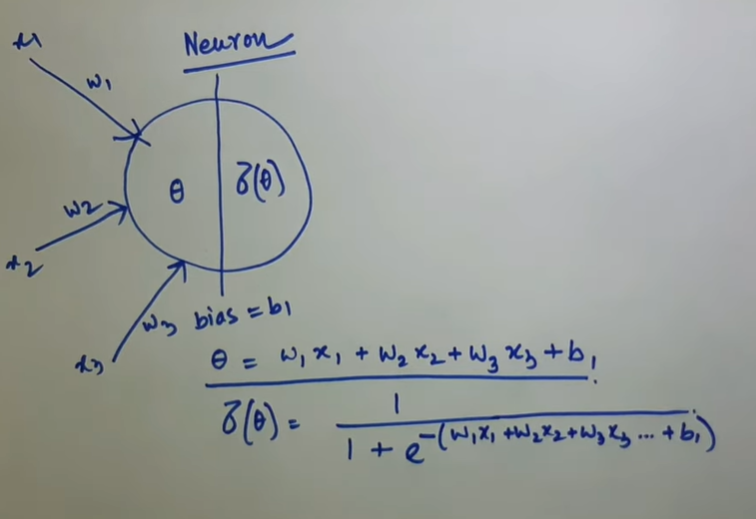 Neuron
x1
w1
θ
δ(θ)
w2
x2
w3 bias = b1
x3
θ = w1x1 + w2x2 + w3x3 + b1
δ(θ) = 1 / 1 + e^-(w1x1 + w2x2 + w3x3 ... + b1)